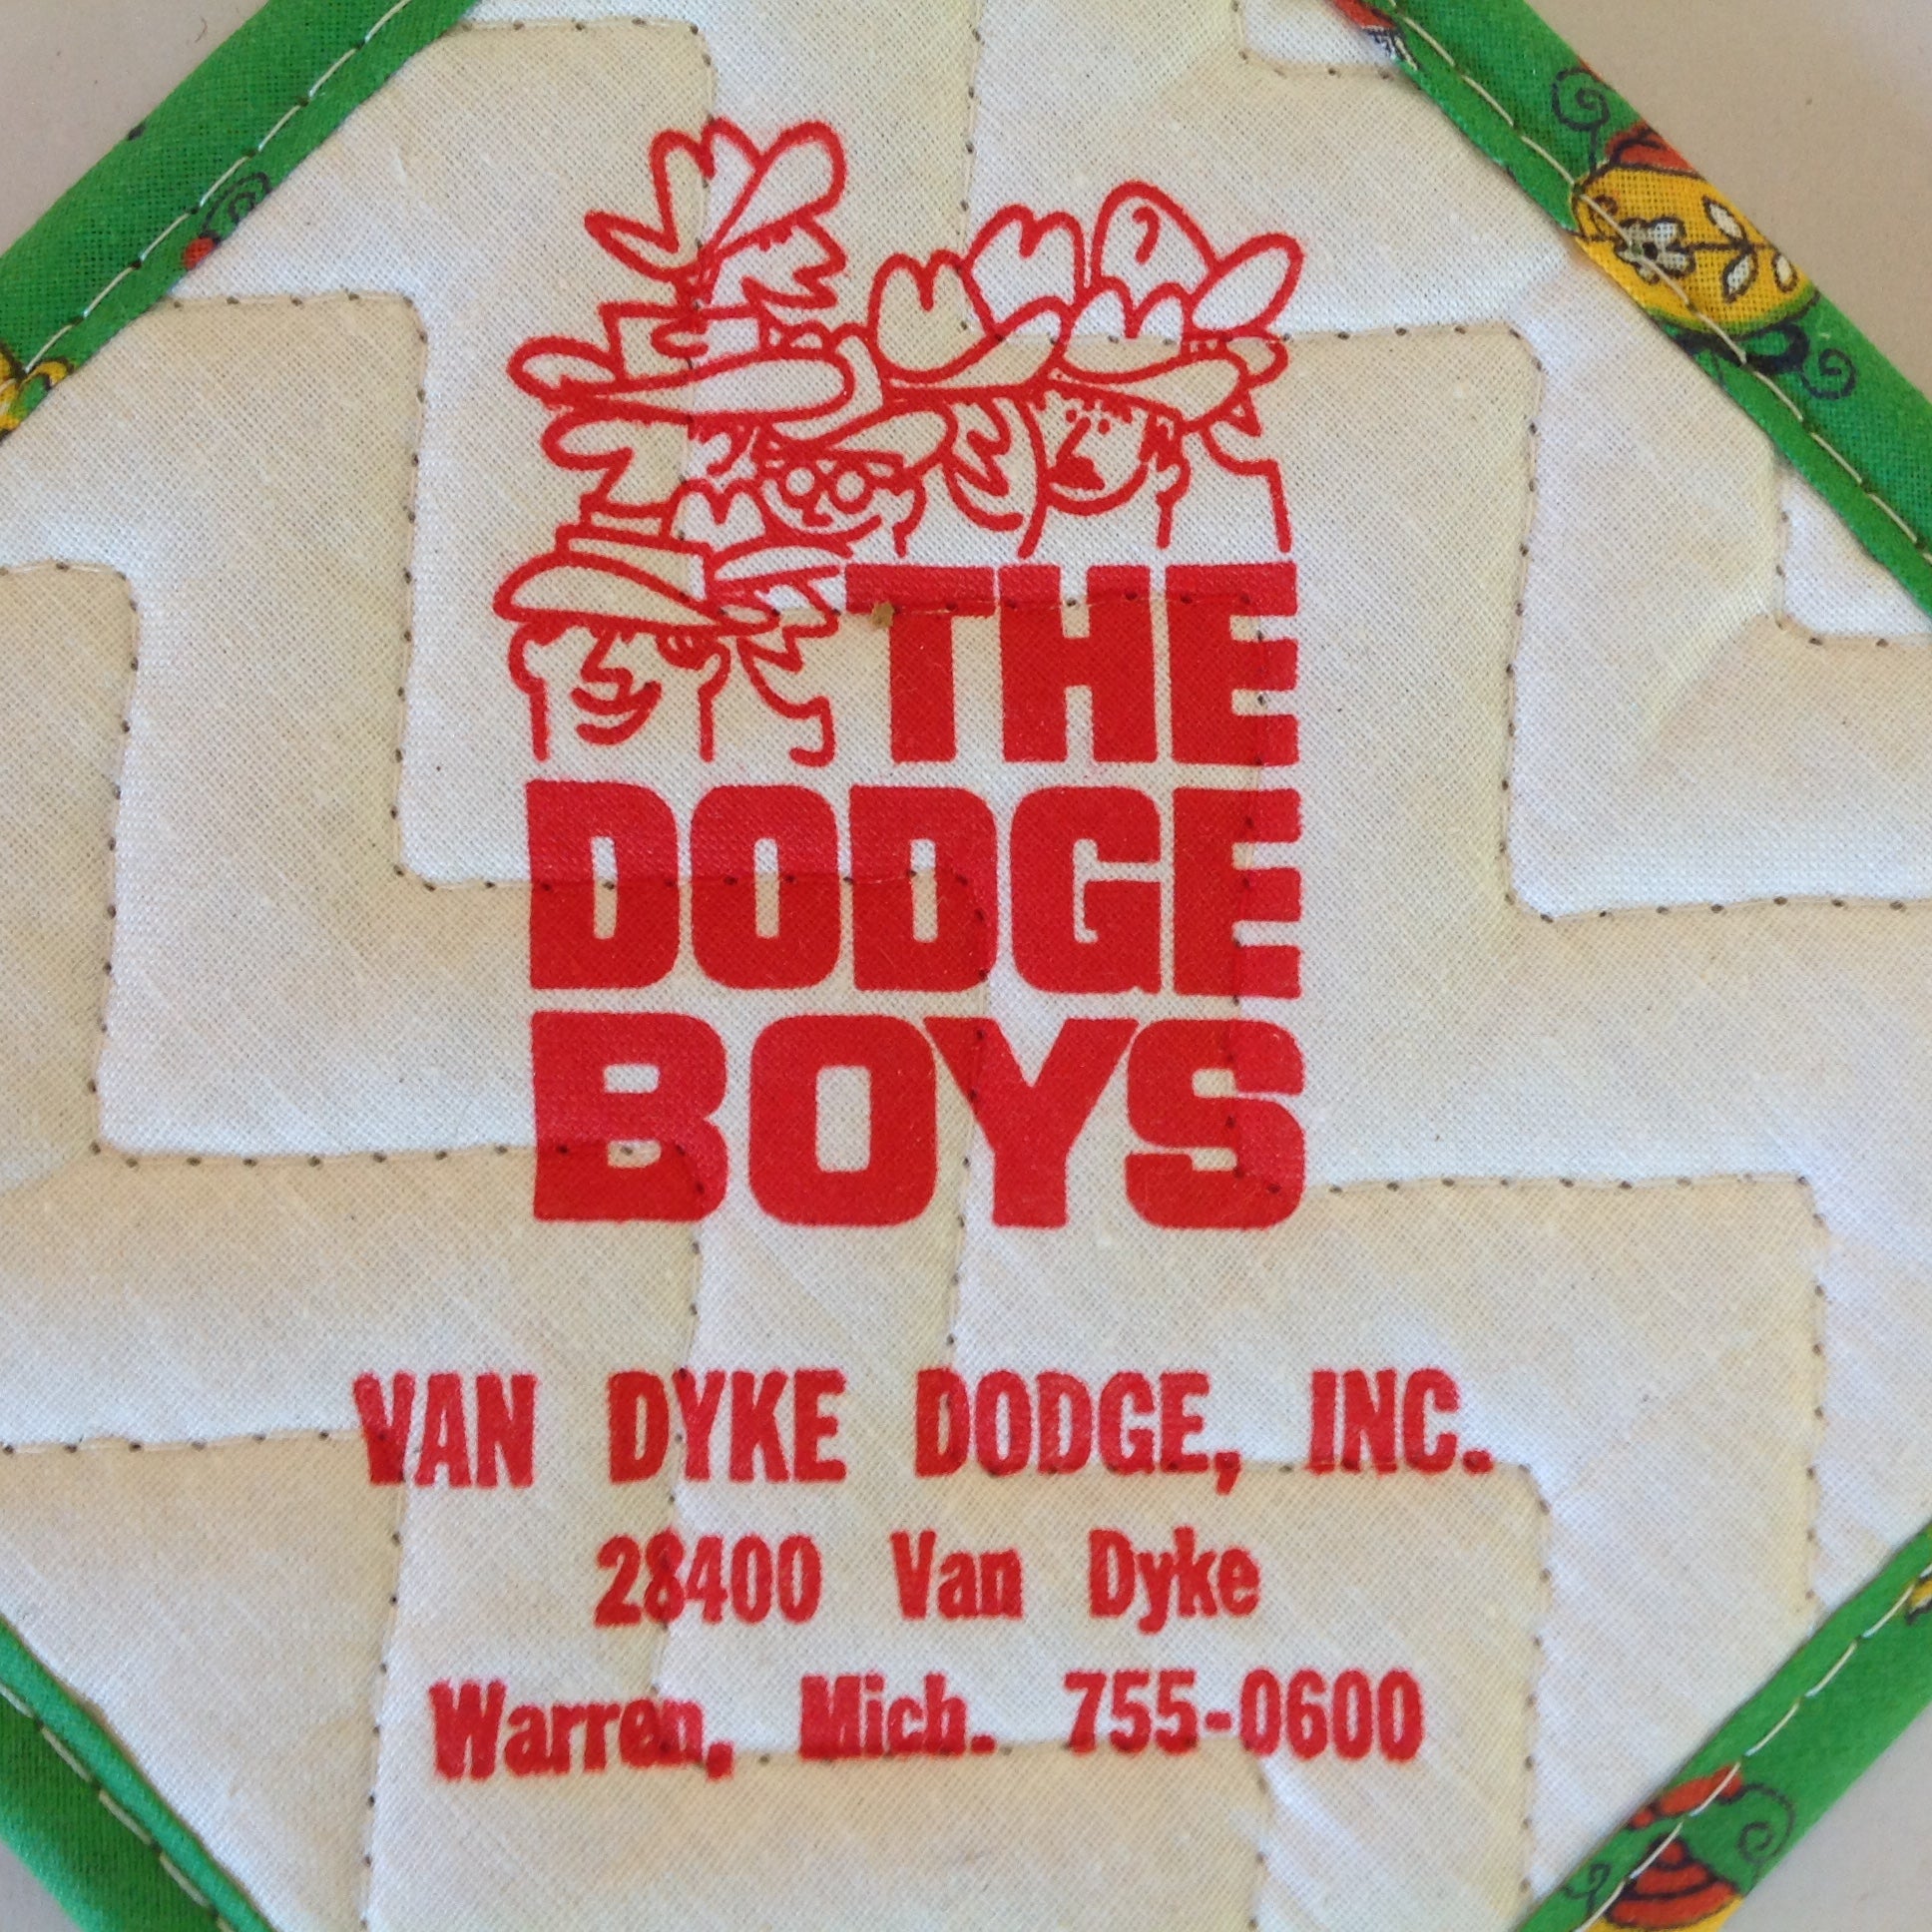 THE
DODGE
BOYS
VAN DYKE DODGE, INC.
28400 Van Dyke
Warren, Mich. 755-0600